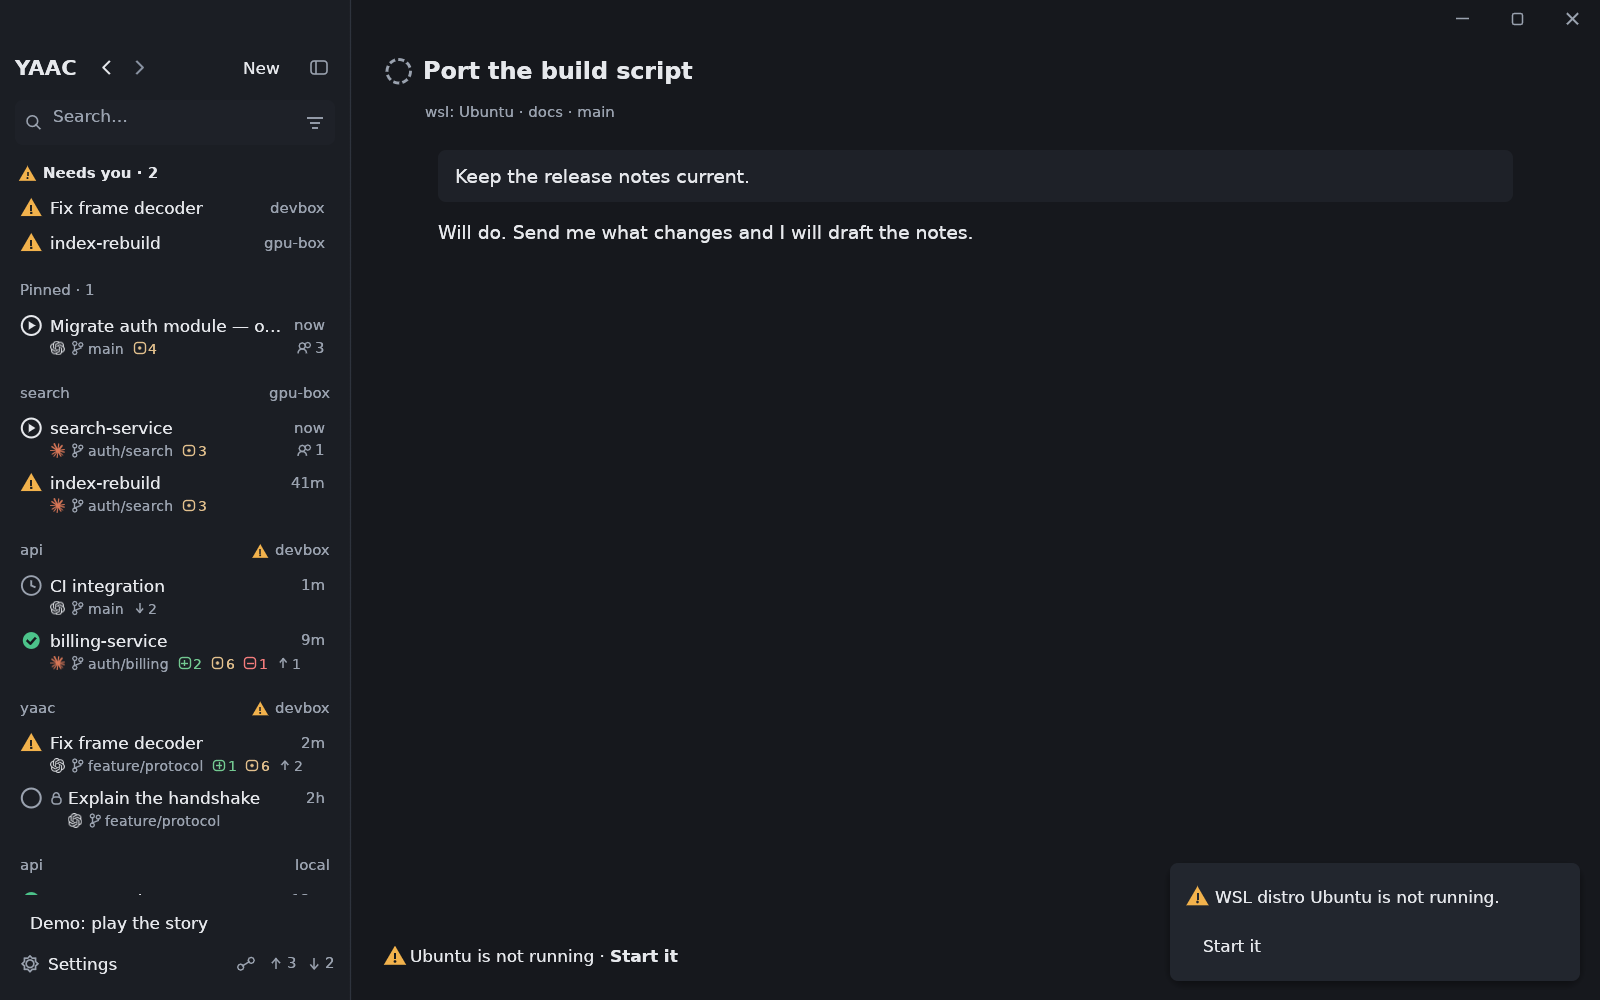 YAAC
New
Search...
Needs you · 2
Fix frame decoder devbox
index-rebuild gpu-box
Pinned · 1
Migrate auth module — o... now
main 4 3
search gpu-box
search-service now
auth/search 3 1
index-rebuild 41m
auth/search 3
api devbox
CI integration 1m
main ↓2
billing-service 9m
auth/billing 2 6 1 ↑1
yaac devbox
Fix frame decoder 2m
feature/protocol 1 6 ↑2
Explain the handshake 2h
feature/protocol
api local
Demo: play the story
Settings ↑3 ↓2
Port the build script
wsl: Ubuntu · docs · main
Keep the release notes current.
Will do. Send me what changes and I will draft the notes.
Ubuntu is not running · Start it
WSL distro Ubuntu is not running.
Start it